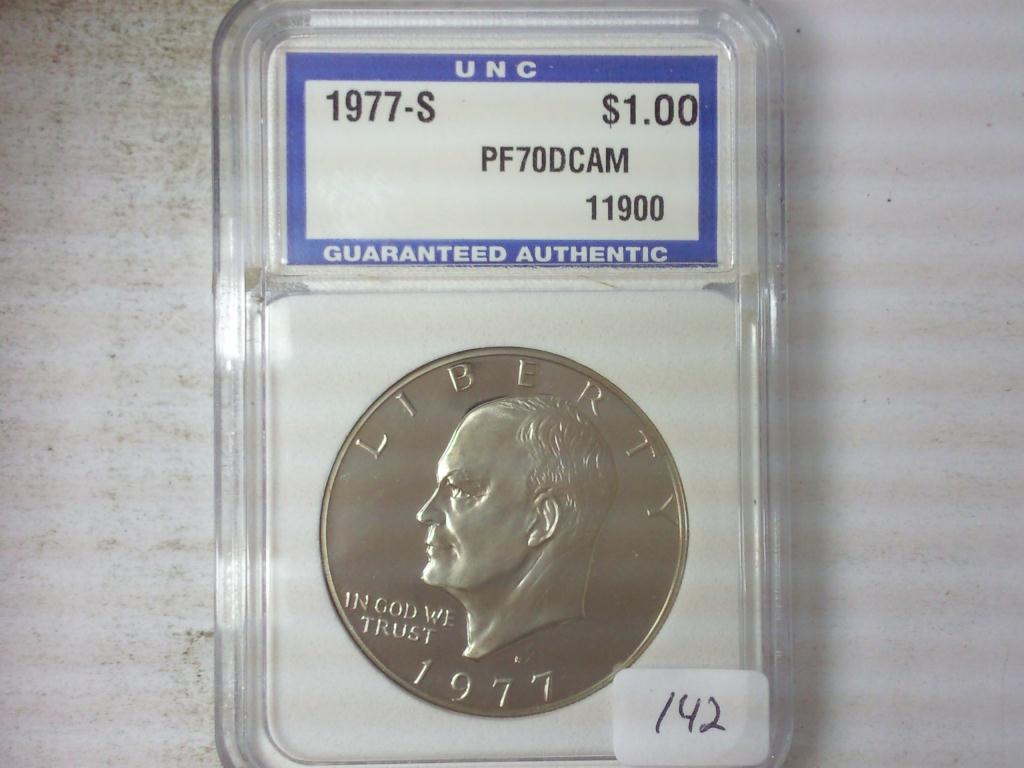 UNC
1977-S $1.00
PF70DCAM
11900
GUARANTEED AUTHENTIC
LIBERTY
IN GOD WE
TRUST
1977
142